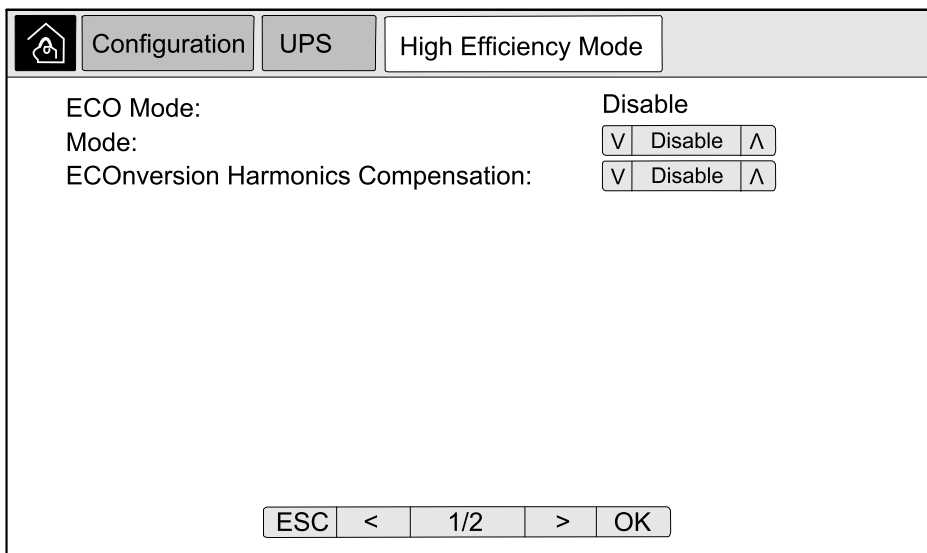 Configuration UPS High Efficiency Mode
ECO Mode: Disable
Mode: V Disable Λ
ECOnversion Harmonics Compensation: V Disable Λ
ESC < 1/2 > OK